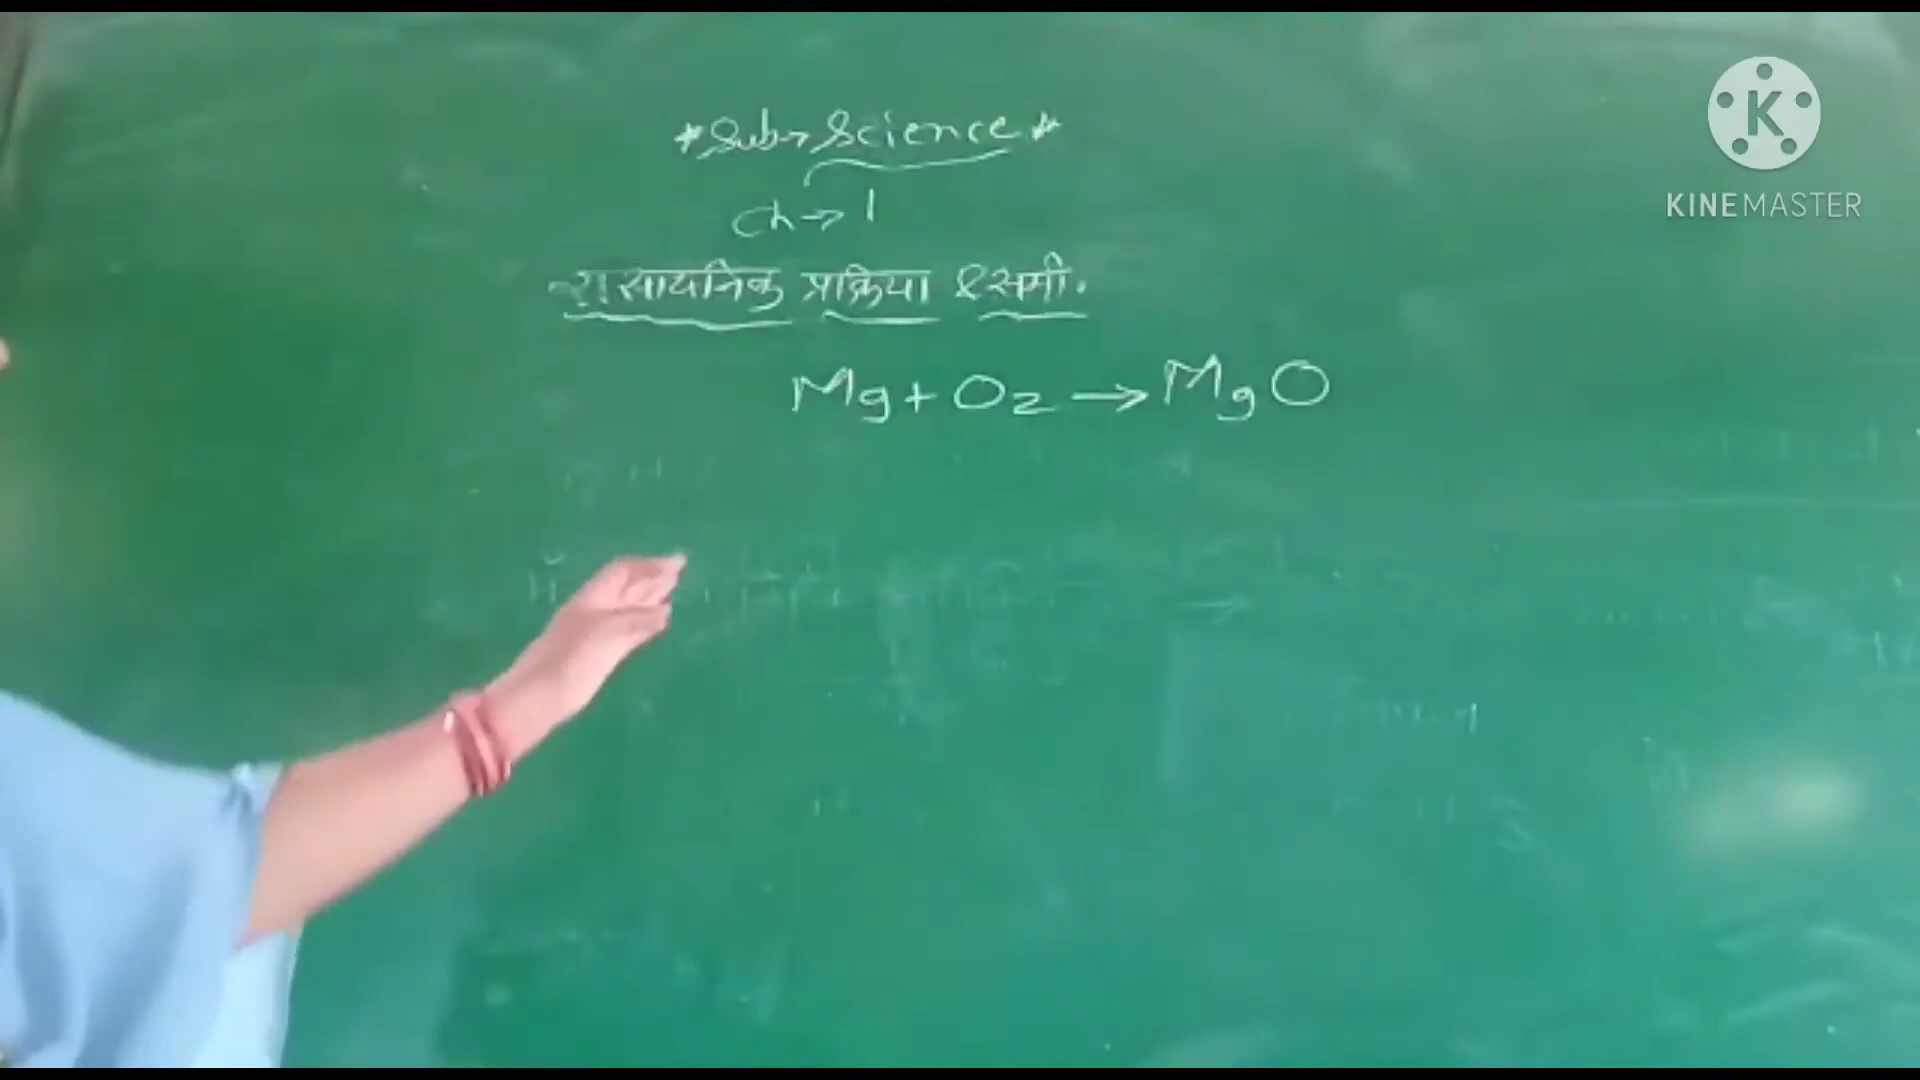 *Sub→Science*
Ch→1
रासायनिक प्रक्रिया & समी.
Mg+O₂→MgO
K
KINEMASTER